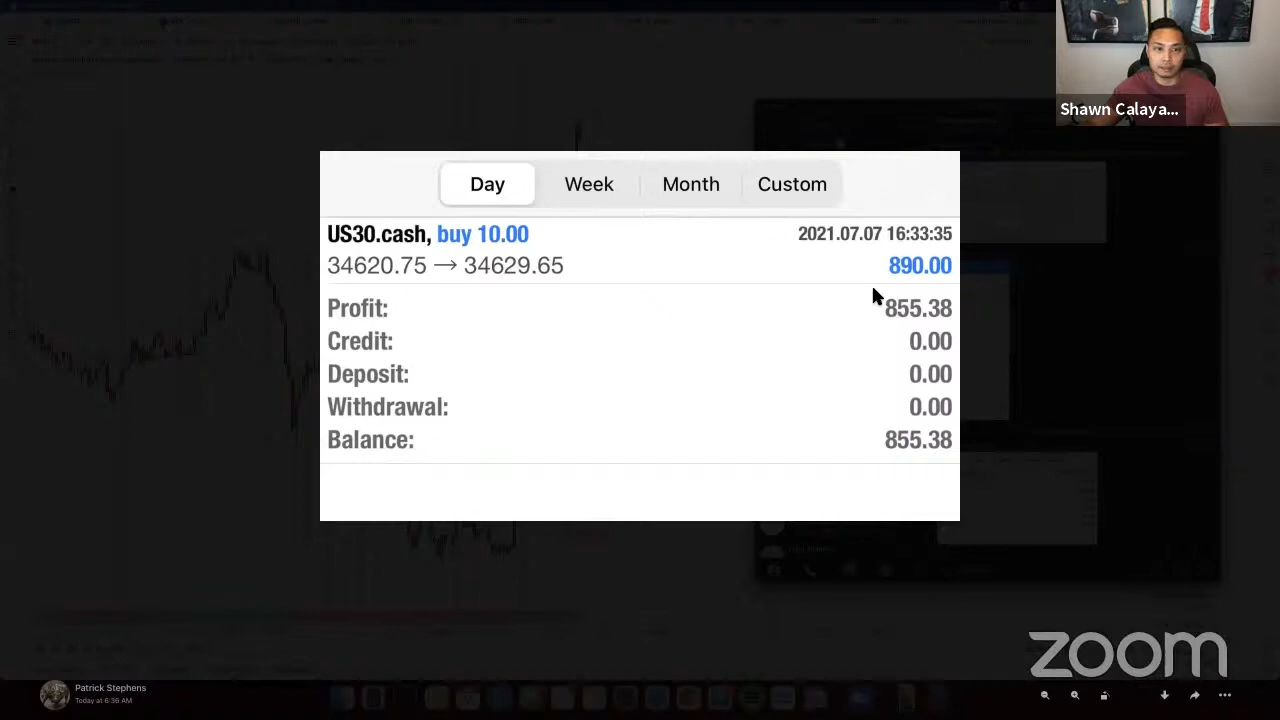 Shawn Calaya...
Day Week Month Custom
US30.cash, buy 10.00 2021.07.07 16:33:35
34620.75 → 34629.65 890.00
Profit: 855.38
Credit: 0.00
Deposit: 0.00
Withdrawal: 0.00
Balance: 855.38
zoom
Patrick Stephens
Today at 6:36 AM